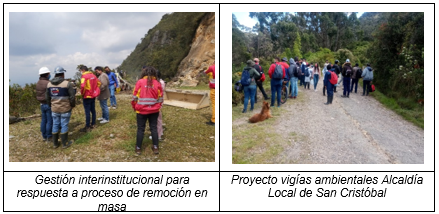 Gestión interinstitucional para
respuesta a proceso de remoción en
masa
Proyecto vigías ambientales Alcaldía
Local de San Cristóbal